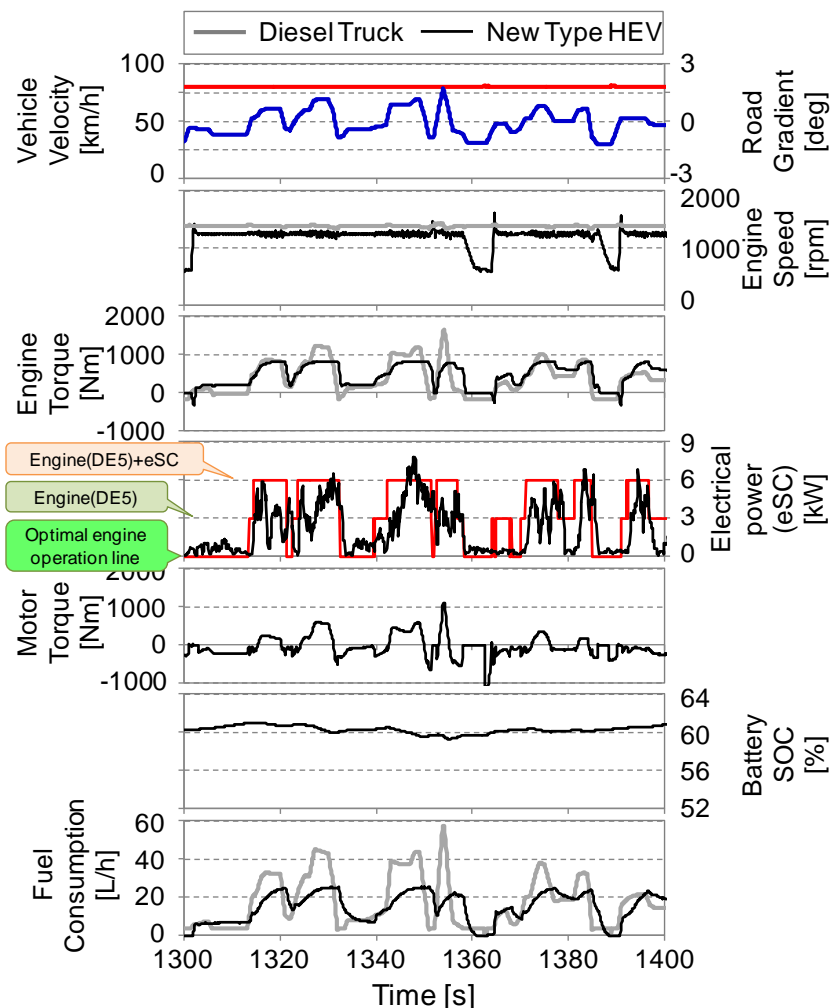 Diesel Truck
New Type HEV
Vehicle
Velocity
[km/h]
100
50
0
3
0
-3
Road
Gradient
[deg]
2000
1000
0
Engine
Speed
[rpm]
Engine
Torque
[Nm]
2000
1000
0
-1000
Engine(DE5)+eSC
Engine(DE5)
Optimal engine
operation line
9
6
3
0
Electrical
power
(eSC)
[kW]
Motor
Torque
[Nm]
2000
1000
0
-1000
64
60
56
52
Battery
SOC
[%]
Fuel
Consumption
[L/h]
60
40
20
0
1300
1320
1340
1360
1380
1400
Time [s]